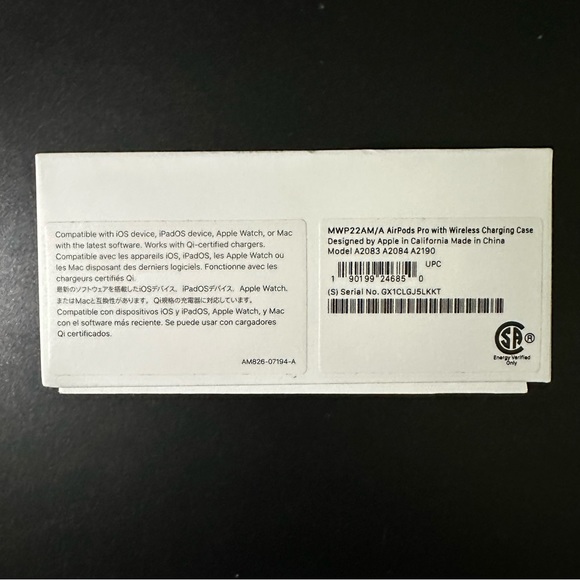 Compatible with iOS device, iPadOS device, Apple Watch, or Mac
with the latest software. Works with Qi-certified chargers.
Compatible avec les appareils iOS, iPadOS, les Apple Watch ou
les Mac disposant des derniers logiciels. Fonctionne avec les
chargeurs certifiés Qi.
最新のソフトウェアを搭載したiOSデバイス、iPadOSデバイス、Apple Watch、
またはMacと互換性があります。Qi規格の充電器に対応しています。
Compatible con dispositivos iOS y iPadOS, Apple Watch, y Mac
con el software más reciente. Se puede usar con cargadores
Qi certificados.
AM826-07194-A
MWP22AM/A AirPods Pro with Wireless Charging Case
Designed by Apple in California Made in China
Model A2083 A2084 A2190
UPC
1 90199 24685 0
(S) Serial No. GX1CLGJ5LKKT
SA ®
Energy Verified
Only